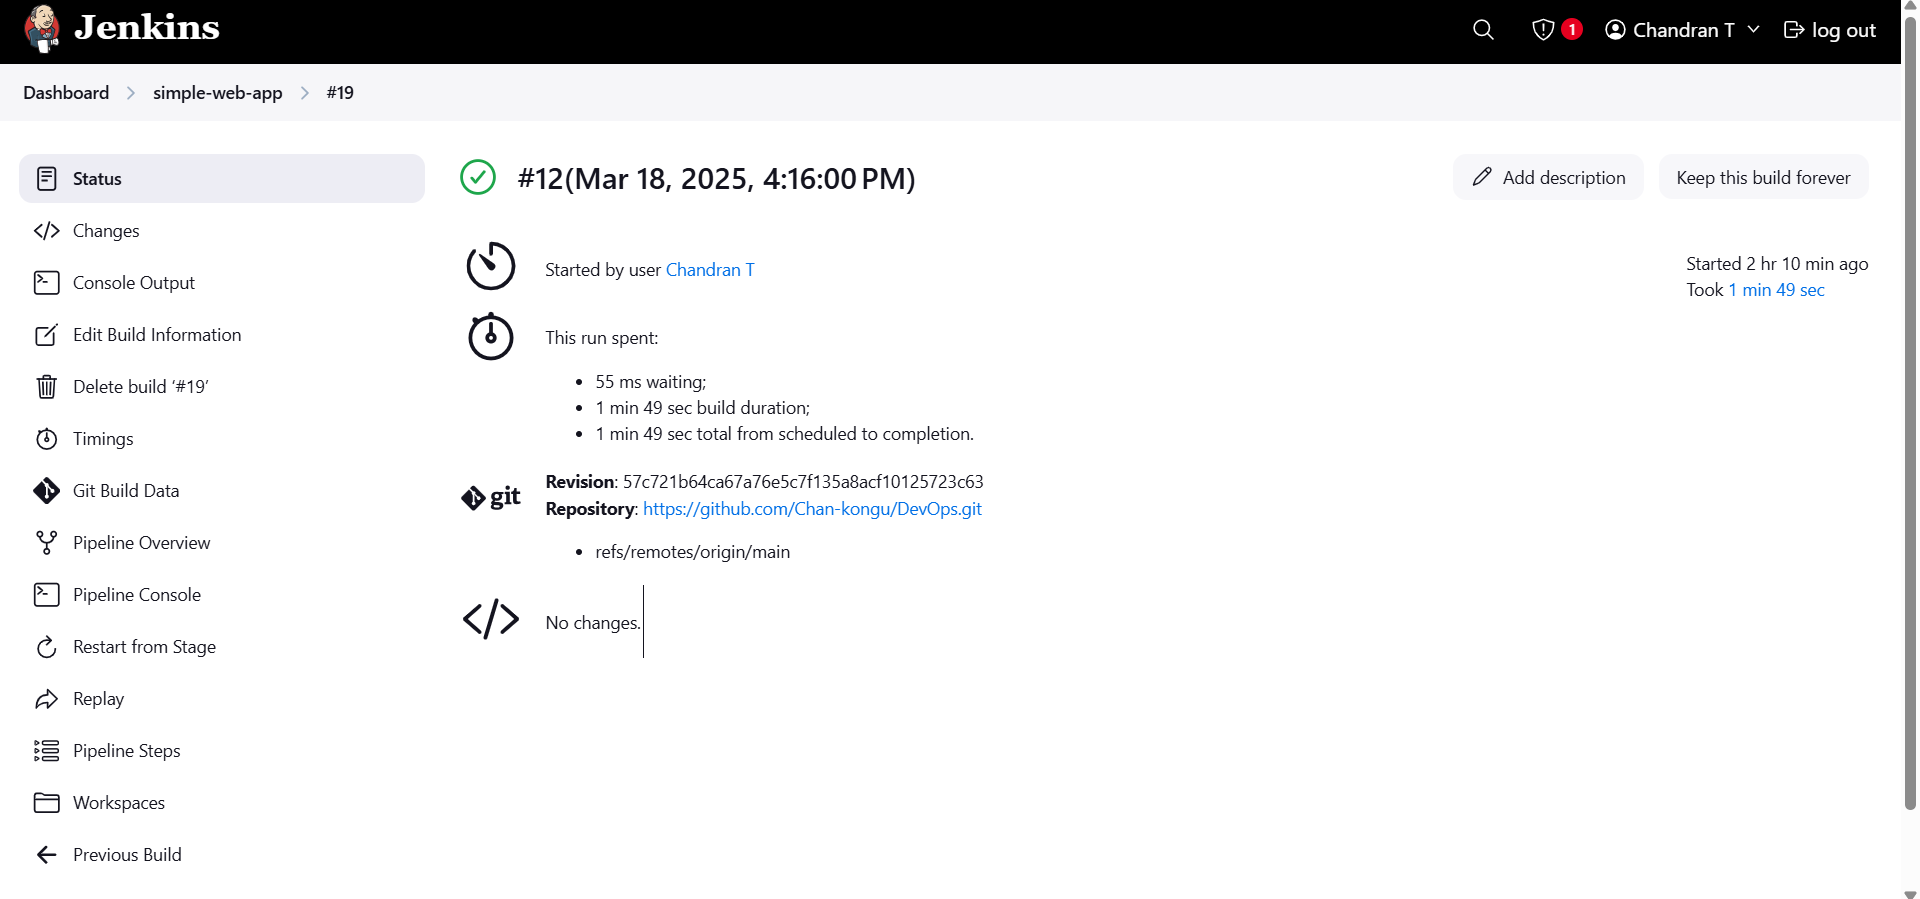 Jenkins
1
Chandran T
log out
Dashboard
simple-web-app
#19
Status
Changes
Console Output
Edit Build Information
Delete build ‘#19’
Timings
Git Build Data
Pipeline Overview
Pipeline Console
Restart from Stage
Replay
Pipeline Steps
Workspaces
Previous Build
#12(Mar 18, 2025, 4:16:00 PM)
Add description
Keep this build forever
Started by user Chandran T
Started 2 hr 10 min ago
Took 1 min 49 sec
This run spent:
55 ms waiting;
1 min 49 sec build duration;
1 min 49 sec total from scheduled to completion.
git
Revision: 57c721b64ca67a76e5c7f135a8acf10125723c63
Repository: https://github.com/Chan-kongu/DevOps.git
refs/remotes/origin/main
No changes.